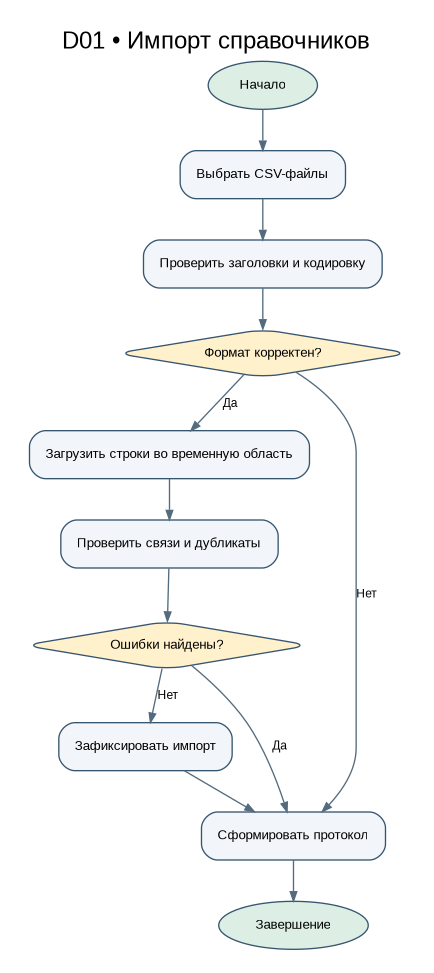 D01 • Импорт справочников
Начало
Выбрать CSV-файлы
Проверить заголовки и кодировку
Формат корректен?
Да
Загрузить строки во временную область
Проверить связи и дубликаты
Нет
Ошибки найдены?
Нет
Зафиксировать импорт
Да
Сформировать протокол
Завершение